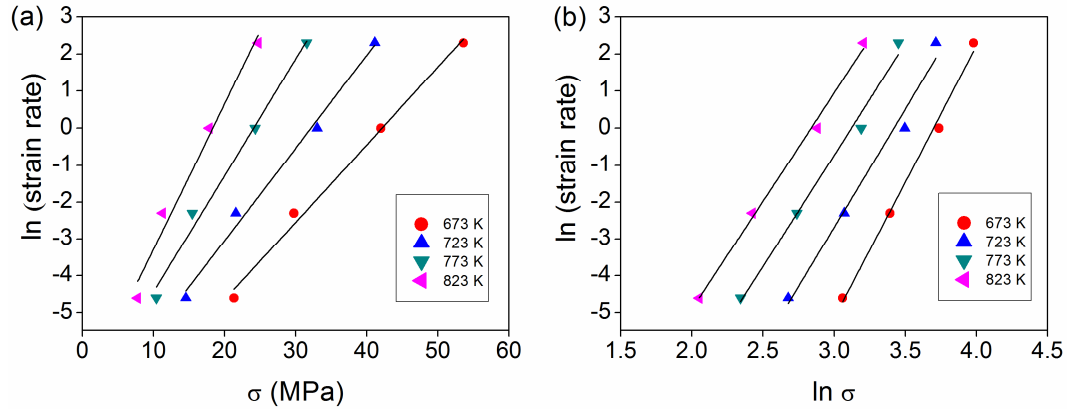 (a)
3
2
1
0
-1
-2
-3
-4
-5
ln (strain rate)
673 K
723 K
773 K
823 K
0 10 20 30 40 50 60
σ (MPa)
(b)
3
2
1
0
-1
-2
-3
-4
-5
ln (strain rate)
673 K
723 K
773 K
823 K
1.5 2.0 2.5 3.0 3.5 4.0 4.5
ln σ